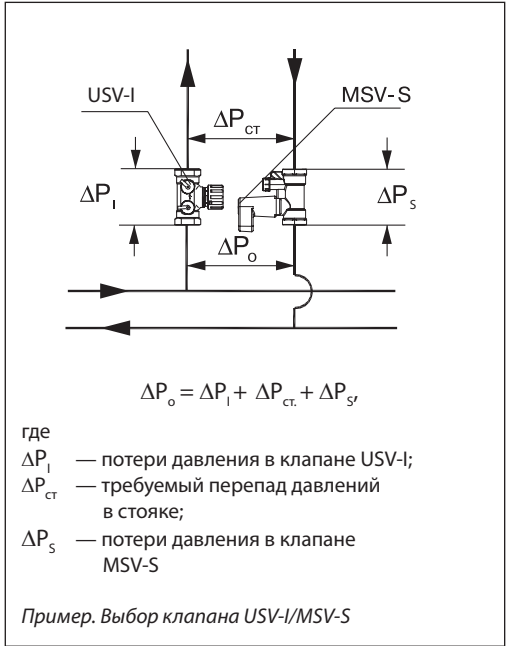 USV-I
MSV-S
ΔPст
ΔPI
ΔPS
ΔPo
ΔPo = ΔPI + ΔPст. + ΔPS,
где
ΔPI — потери давления в клапане USV-I;
ΔPст — требуемый перепад давлений
в стояке;
ΔPS — потери давления в клапане
MSV-S
Пример. Выбор клапана USV-I/MSV-S